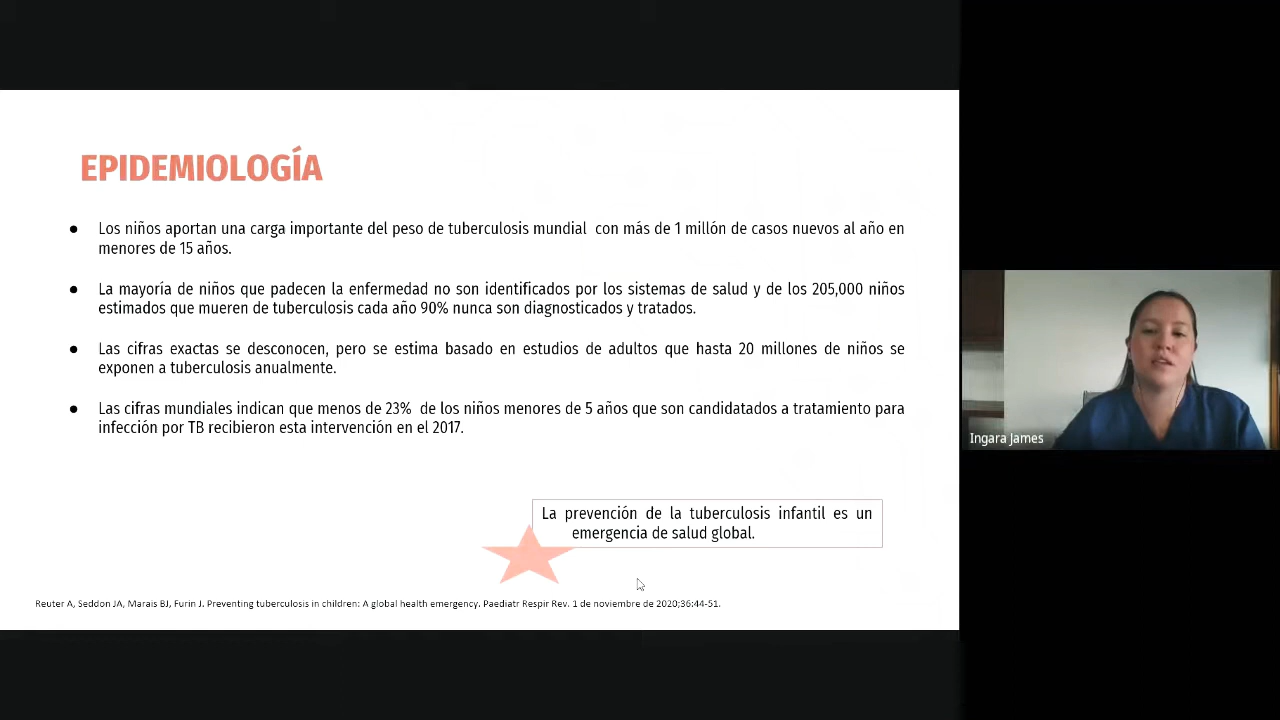 EPIDEMIOLOGÍA
● Los niños aportan una carga importante del peso de tuberculosis mundial con más de 1 millón de casos nuevos al año en
menores de 15 años.
● La mayoría de niños que padecen la enfermedad no son identificados por los sistemas de salud y de los 205,000 niños
estimados que mueren de tuberculosis cada año 90% nunca son diagnosticados y tratados.
● Las cifras exactas se desconocen, pero se estima basado en estudios de adultos que hasta 20 millones de niños se
exponen a tuberculosis anualmente.
● Las cifras mundiales indican que menos de 23% de los niños menores de 5 años que son candidatados a tratamiento para
infección por TB recibieron esta intervención en el 2017.
La prevención de la tuberculosis infantil es un
emergencia de salud global.
Reuter A, Seddon JA, Marais BJ, Furin J. Preventing tuberculosis in children: A global health emergency. Paediatr Respir Rev. 1 de noviembre de 2020;36:44-51.
Ingara James